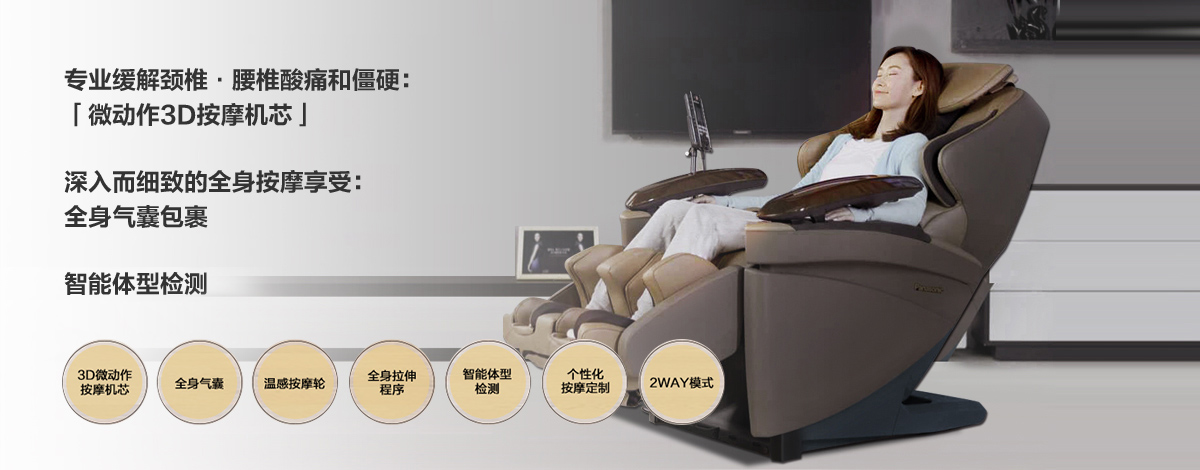 专业缓解颈椎·腰椎酸痛和僵硬：
「微动作3D按摩机芯」
深入而细致的全身按摩享受：
全身气囊包裹
智能体型检测
3D微动作
按摩机芯
全身气囊
温感按摩轮
全身拉伸
程序
智能体型
检测
个性化
按摩定制
2WAY模式